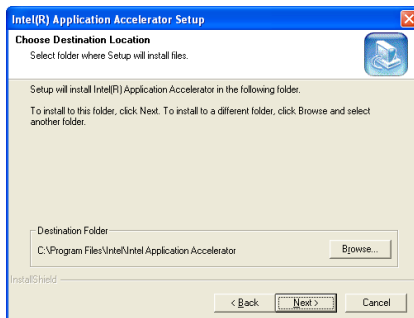 Intel(R) Application Accelerator Setup
Choose Destination Location
Select folder where Setup will install files.
Setup will install Intel(R) Application Accelerator in the following folder.
To install to this folder, click Next. To install to a different folder, click Browse and select
another folder.
Destination Folder
C:\Program Files\Intel\Intel Application Accelerator
Browse...
InstallShield
< Back
Next >
Cancel